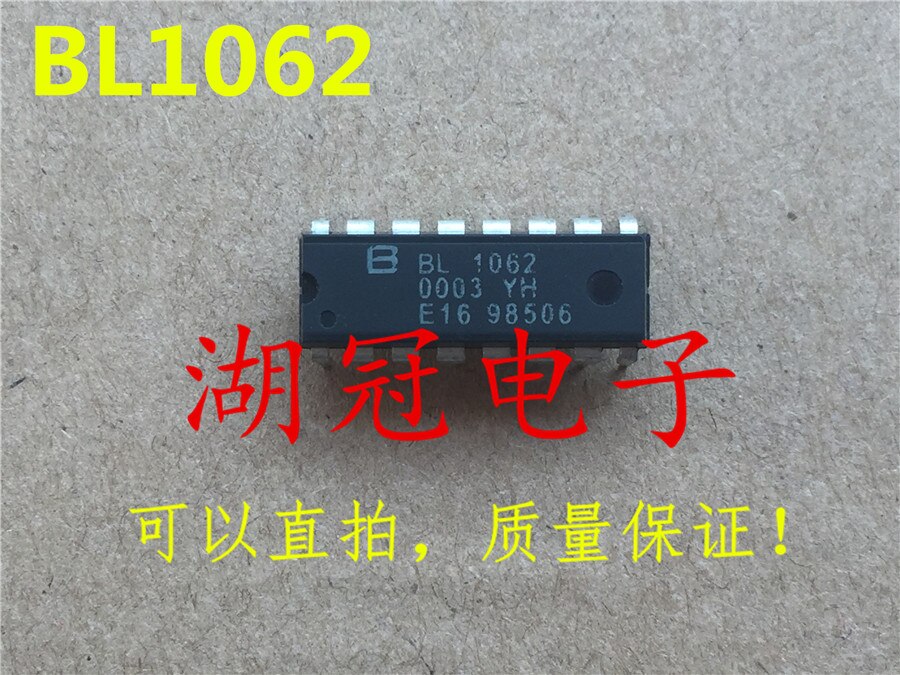 BL1062
B BL 1062
0003 YH
E16 98506
湖冠电子
可以直拍，质量保证！